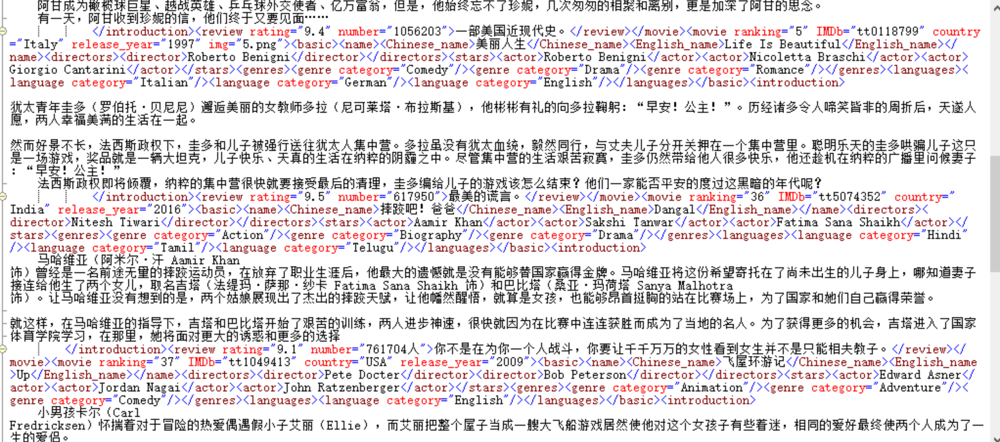 阿甘成为橄榄球巨星、越战英雄、乒乓球外交使者、亿万富翁，但是，他始终忘不了珍妮，几次匆匆的相聚和离别，更是加深了阿甘的思念。
有一天，阿甘收到珍妮的信，他们终于又要见面……
</introduction><review rating="9.4" number="1056203">一部美国近现代史。</review></movie><movie ranking="5" IMDb="tt0118799" country
="Italy" release_year="1997" img="5.png"><basic><name><Chinese_name>美丽人生</Chinese_name><English_name>Life Is Beautiful</English_name></
name><directors><director>Roberto Benigni</director></directors><stars><actor>Roberto Benigni</actor><actor>Nicoletta Braschi</actor><actor>
Giorgio Cantarini</actor></stars><genres><genre category="Comedy"/><genre category="Drama"/><genre category="Romance"/></genres><languages><
language category="Italian"/><language category="German"/><language category="English"/></languages></basic><introduction>
犹太青年圭多（罗伯托·贝尼尼）邂逅美丽的女教师多拉（尼可莱塔·布拉斯基），他彬彬有礼的向多拉鞠躬：“早安！公主！”。历经诸多令人啼笑皆非的周折后，天遂人
愿，两人幸福美满的生活在一起。
然而好景不长，法西斯政权下，圭多和儿子被强行送往犹太人集中营。多拉虽没有犹太血统，毅然同行，与丈夫儿子分开关押在一个集中营里。聪明乐天的圭多哄骗儿子这只
是一场游戏，奖品就是一辆大坦克，儿子快乐、天真的生活在纳粹的阴霾之中。尽管集中营的生活艰苦寂寞，圭多仍然带给他人很多快乐，他还趁机在纳粹的广播里问候妻子
：“早安！公主！”
法西斯政权即将倾覆，纳粹的集中营很快就要接受最后的清理，圭多编给儿子的游戏该怎么结束？他们一家能否平安的度过这黑暗的年代呢？
</introduction><review rating="9.5" number="617950">最美的谎言。</review></movie><movie ranking="36" IMDb="tt5074352" country="
India" release_year="2016"><basic><name><Chinese_name>摔跤吧！爸爸</Chinese_name><English_name>Dangal</English_name></name><directors><
director>Nitesh Tiwari</director></directors><stars><actor>Aamir Khan</actor><actor>Sakshi Tanwar</actor><actor>Fatima Sana Shaikh</actor></
stars><genres><genre category="Action"/><genre category="Biography"/><genre category="Drama"/></genres><languages><language category="Hindi"
/><language category="Tamil"/><language category="Telugu"/></languages></basic><introduction>
马哈维亚（阿米尔·汗 Aamir Khan
饰）曾经是一名前途无量的摔跤运动员，在放弃了职业生涯后，他最大的遗憾就是没有能够替国家赢得金牌。马哈维亚将这份希望寄托在了尚未出生的儿子身上，哪知道妻子
接连给他生了两个女儿，取名吉塔（法缇玛·萨那·纱卡 Fatima Sana Shaikh 饰）和巴比塔（桑亚·玛荷塔 Sanya Malhotra
饰）。让马哈维亚没有想到的是，两个姑娘展现出了杰出的摔跤天赋，让他幡然醒悟，就算是女孩，也能够昂首挺胸的站在比赛场上，为了国家和她们自己赢得荣誉。
就这样，在马哈维亚的指导下，吉塔和巴比塔开始了艰苦的训练，两人进步神速，很快就因为在比赛中连连获胜而成为了当地的名人。为了获得更多的机会，吉塔进入了国家
体育学院学习，在那里，她将面对更大的诱惑和更多的选择
</introduction><review rating="9.1" number="761704人">你不是在为你一个人战斗，你要让千千万万的女性看到女生并不是只能相夫教子。</review></
movie><movie ranking="37" IMDb="tt1049413" country="USA" release_year="2009"><basic><name><Chinese_name>飞屋环游记</Chinese_name><English_name
>Up</English_name></name><directors><director>Pete Docter</director><director>Bob Peterson</director></directors><stars><actor>Edward Asner</
actor><actor>Jordan Nagai</actor><actor>John Ratzenberger</actor></stars><genres><genre category="Animation"/><genre category="Adventure"/><
genre category="Comedy"/></genres><languages><language category="English"/></languages></basic><introduction>
小男孩卡尔（Carl
Fredricksen）怀揣着对于冒险的热爱偶遇假小子艾丽（Ellie），而艾丽把整个屋子当成一艘大飞船游戏居然使他对这个女孩子有些着迷，相同的爱好最终使两个人成为了一
生的爱侣。